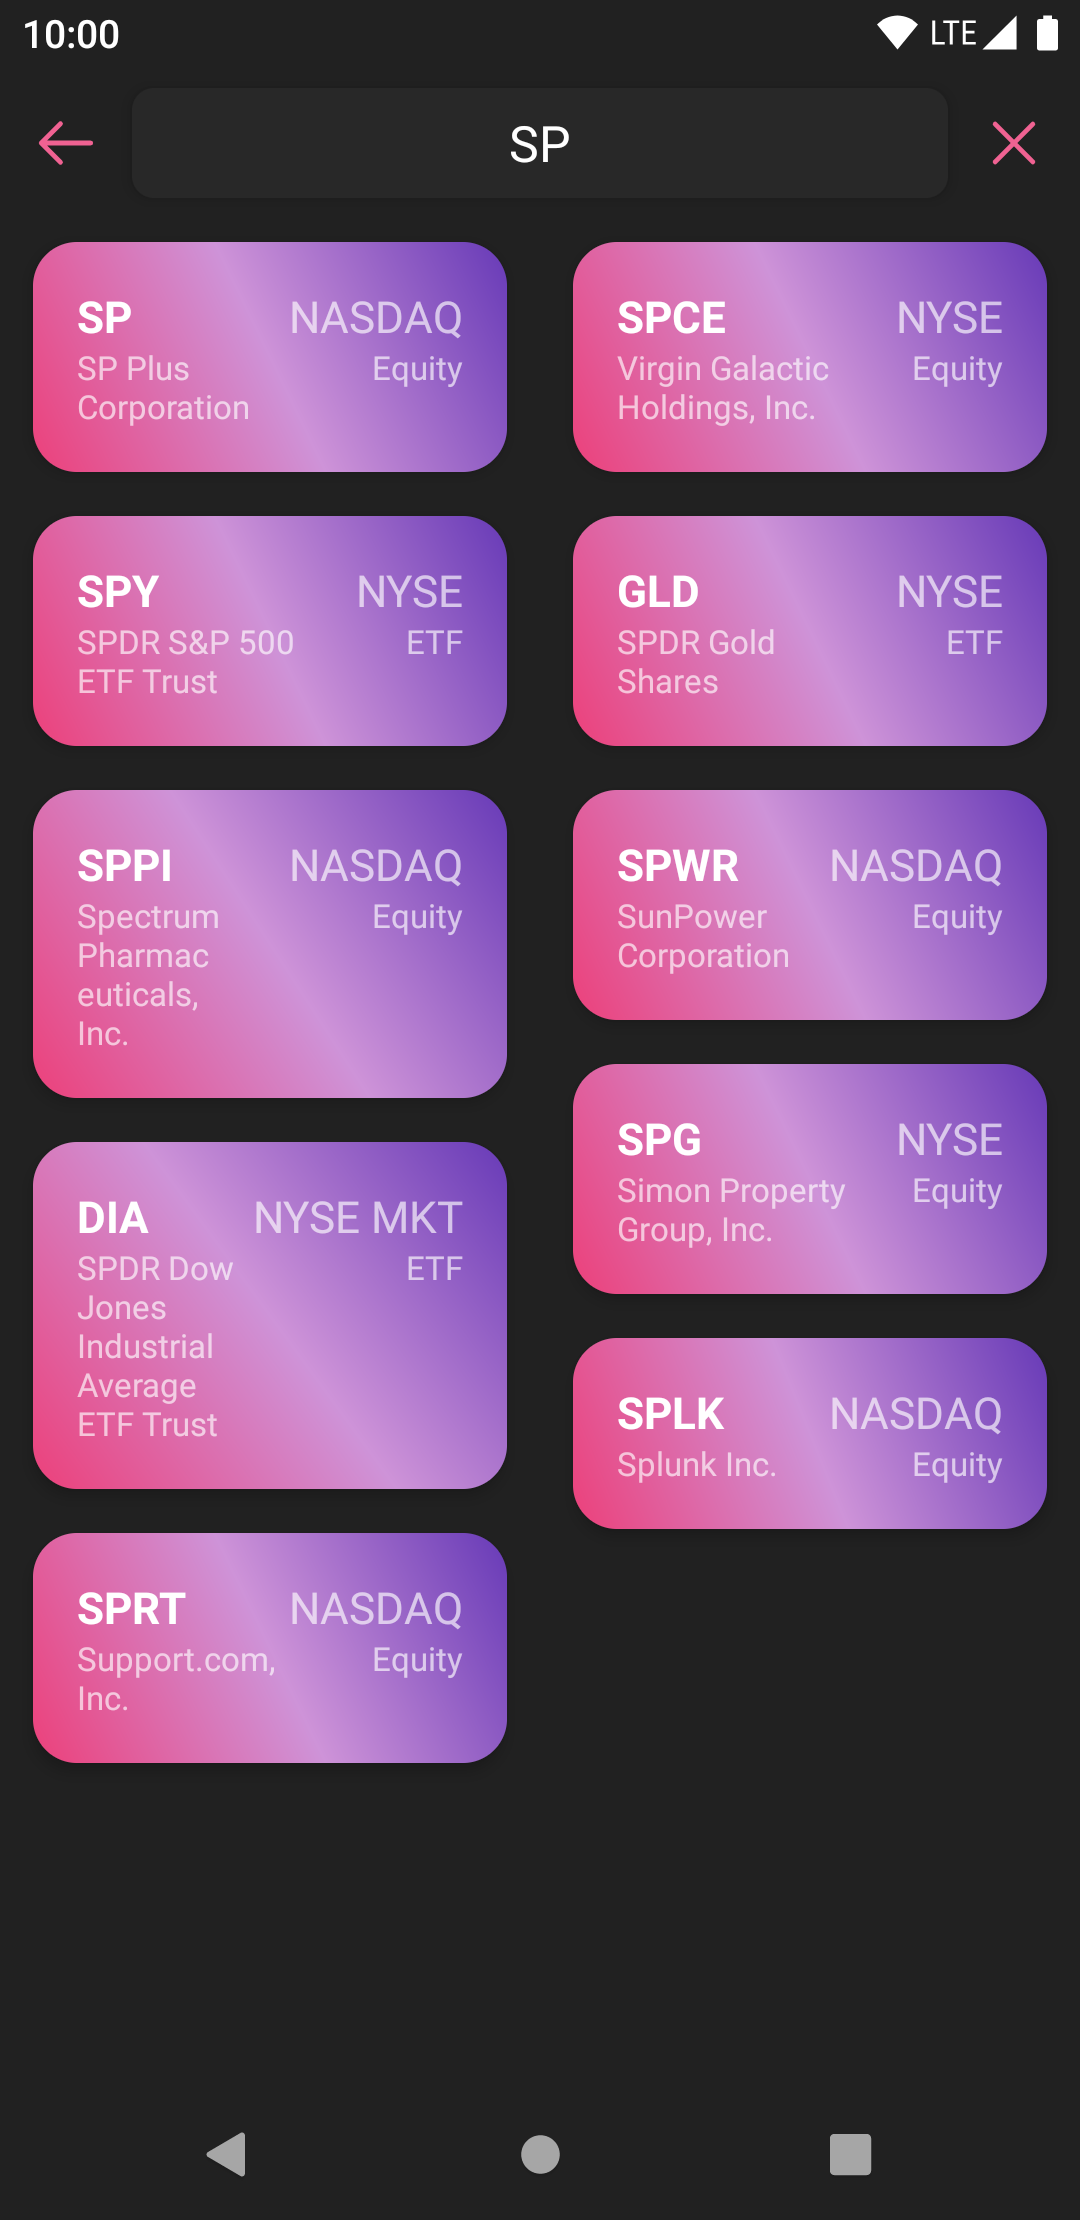 10:00 LTE
SP
SP NASDAQ
SP Plus Equity
Corporation
SPCE NYSE
Virgin Galactic Equity
Holdings, Inc.
SPY NYSE
SPDR S&P 500 ETF
ETF Trust
GLD NYSE
SPDR Gold ETF
Shares
SPPI NASDAQ
Spectrum Equity
Pharmac
euticals,
Inc.
SPWR NASDAQ
SunPower Equity
Corporation
DIA NYSE MKT
SPDR Dow ETF
Jones
Industrial
Average
ETF Trust
SPG NYSE
Simon Property Equity
Group, Inc.
SPLK NASDAQ
Splunk Inc. Equity
SPRT NASDAQ
Support.com, Equity
Inc.